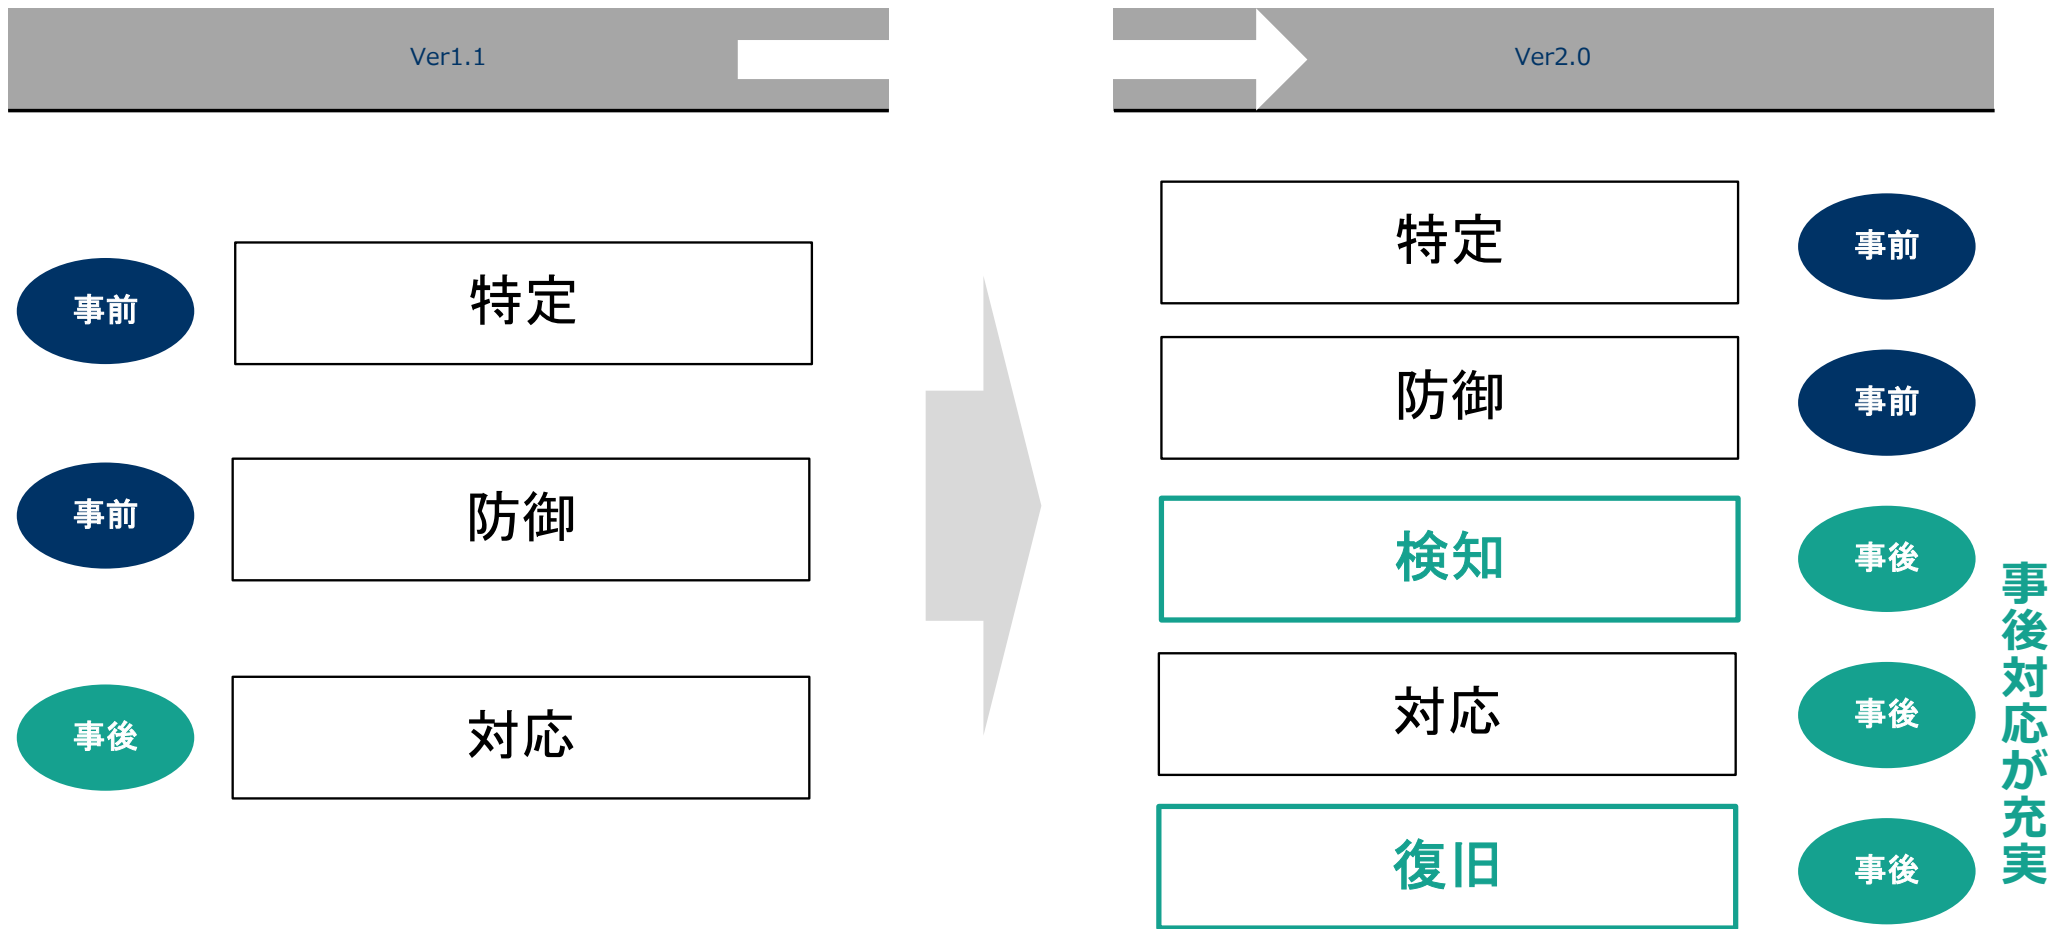 Ver1.1
事前
特定
事前
防御
事後
対応
Ver2.0
特定
事前
防御
事前
検知
事後
対応
事後
復旧
事後
事後対応が充実